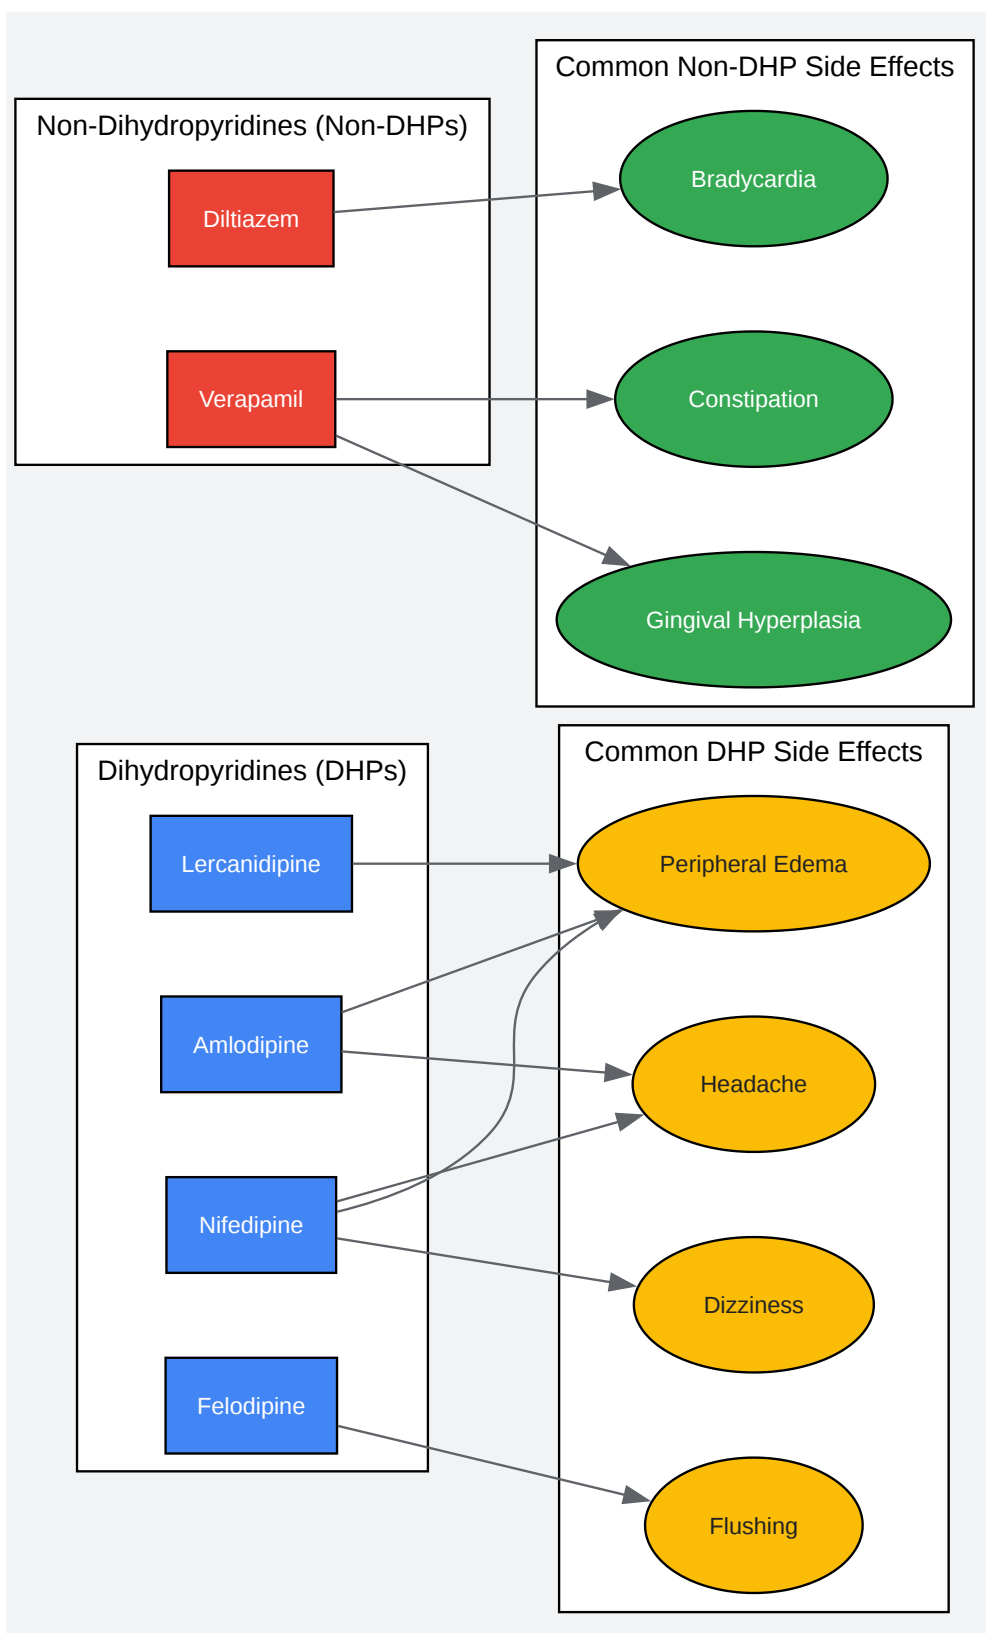 Common Non-DHP Side Effects
Non-Dihydropyridines (Non-DHPs)
Bradycardia
Diltiazem
Verapamil
Constipation
Gingival Hyperplasia
Common DHP Side Effects
Dihydropyridines (DHPs)
Lercanidipine
Peripheral Edema
Amlodipine
Headache
Nifedipine
Dizziness
Felodipine
Flushing